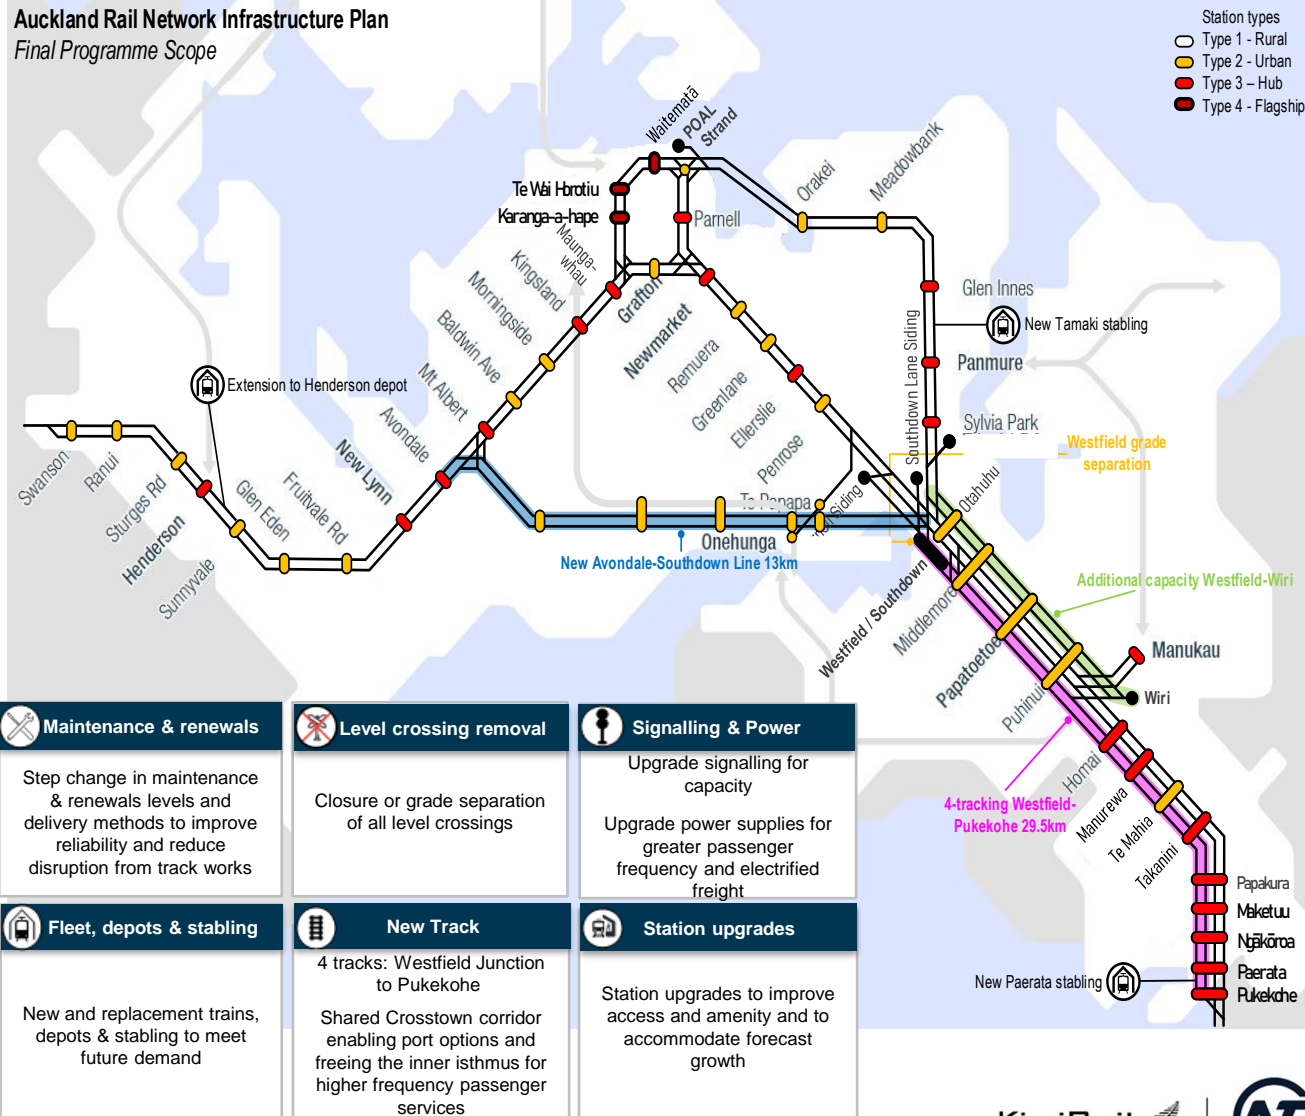 Auckland Rail Network Infrastructure Plan
Final Programme Scope
Station types
Type 1 - Rural
Type 2 - Urban
Type 3 – Hub
Type 4 - Flagship
Waitematā
POAL
Strand
Te Wai Horotiu
Karanga-a-hape
Maunga-
whau
Parnell
Orakei
Meadowbank
Kingsland
Morningside
Baldwin Ave
Mt Albert
Avondale
New Lynn
Grafton
Newmarket
Remuera
Greenlane
Ellerslie
Penrose
Te Papapa
Onehunga
Glen Innes
New Tamaki stabling
Panmure
Sylvia Park
Southdown Lane Siding
Siding
Westfield grade
separation
Otahuhu
Extension to Henderson depot
Swanson
Ranui
Sturges Rd
Henderson
Sunnyvale
Glen Eden
Fruitvale Rd
New Avondale-Southdown Line 13km
Westfield / Southdown
Middlemore
Papatoetoe
Puhinui
Additional capacity Westfield-Wiri
Manukau
Wiri
Homai
Manurewa
Te Mahia
Takanini
4-tracking Westfield-
Pukekohe 29.5km
Papakura
Maketuu
Ngākōroa
Paerata
Pukekohe
New Paerata stabling
Maintenance & renewals
Step change in maintenance
& renewals levels and
delivery methods to improve
reliability and reduce
disruption from track works
Level crossing removal
Closure or grade separation
of all level crossings
Signalling & Power
Upgrade signalling for
capacity
Upgrade power supplies for
greater passenger
frequency and electrified
freight
Fleet, depots & stabling
New and replacement trains,
depots & stabling to meet
future demand
New Track
4 tracks: Westfield Junction
to Pukekohe
Shared Crosstown corridor
enabling port options and
freeing the inner isthmus for
higher frequency passenger
services
Station upgrades
Station upgrades to improve
access and amenity and to
accommodate forecast
growth
KiwiRail
AT